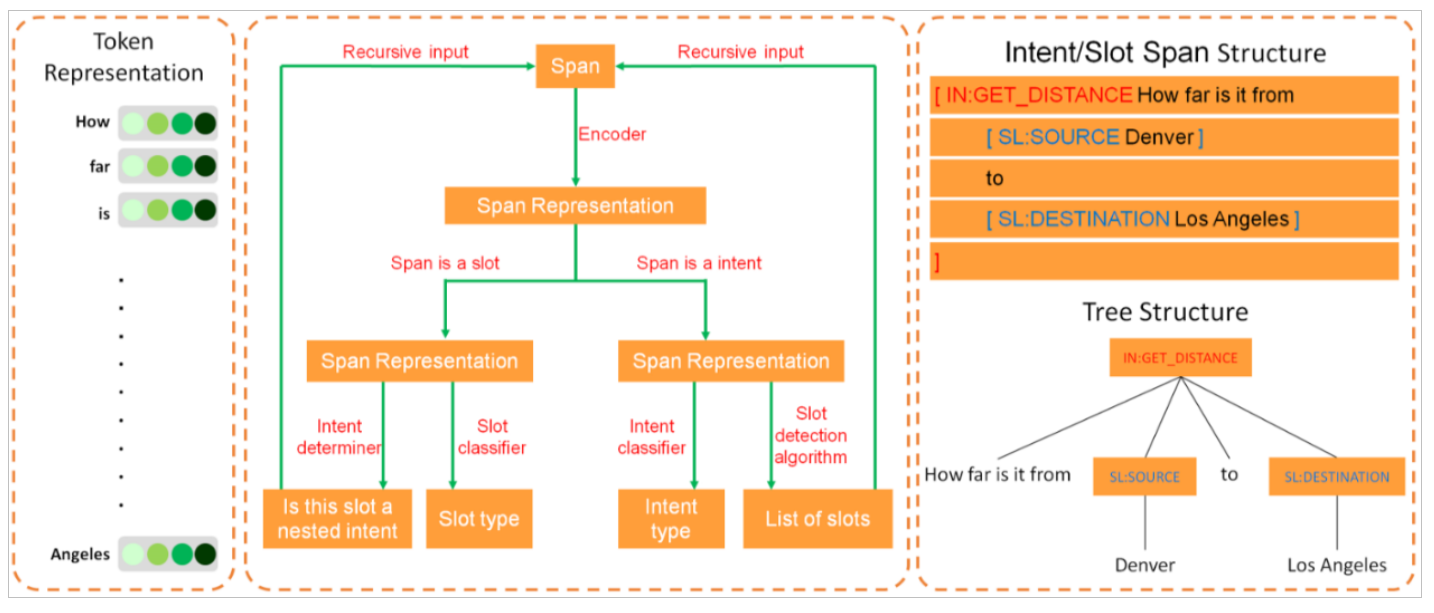 Token
Representation
How
far
is
Angeles
Recursive input
Span
Recursive input
Encoder
Span Representation
Span is a slot
Span is a intent
Span Representation
Span Representation
Intent
determiner
Slot
classifier
Intent
classifier
Slot
detection
algorithm
Is this slot a
nested intent
Slot type
Intent
type
List of slots
Intent/Slot Span Structure
[ IN:GET_DISTANCE How far is it from
[ SL:SOURCE Denver ]
to
[ SL:DESTINATION Los Angeles ]
]
Tree Structure
IN:GET_DISTANCE
How far is it from
SL:SOURCE
to
SL:DESTINATION
Denver
Los Angeles